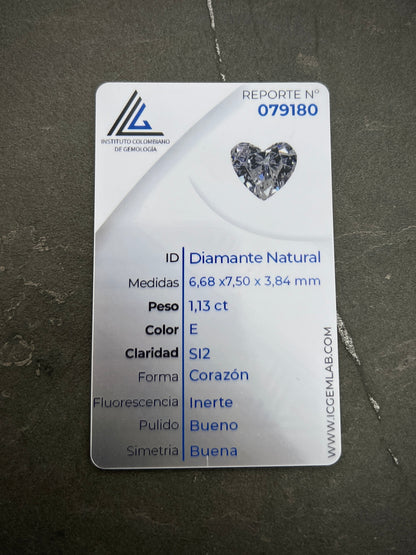 REPORTE N°
079180
INSTITUTO COLOMBIANO
DE GEMOLOGÍA
ID Diamante Natural
Medidas 6,68 x7,50 x 3,84 mm
Peso 1,13 ct
Color E
Claridad SI2
Forma Corazón
Fluorescencia Inerte
Pulido Bueno
Simetria Buena
WWW.ICGEMLAB.COM